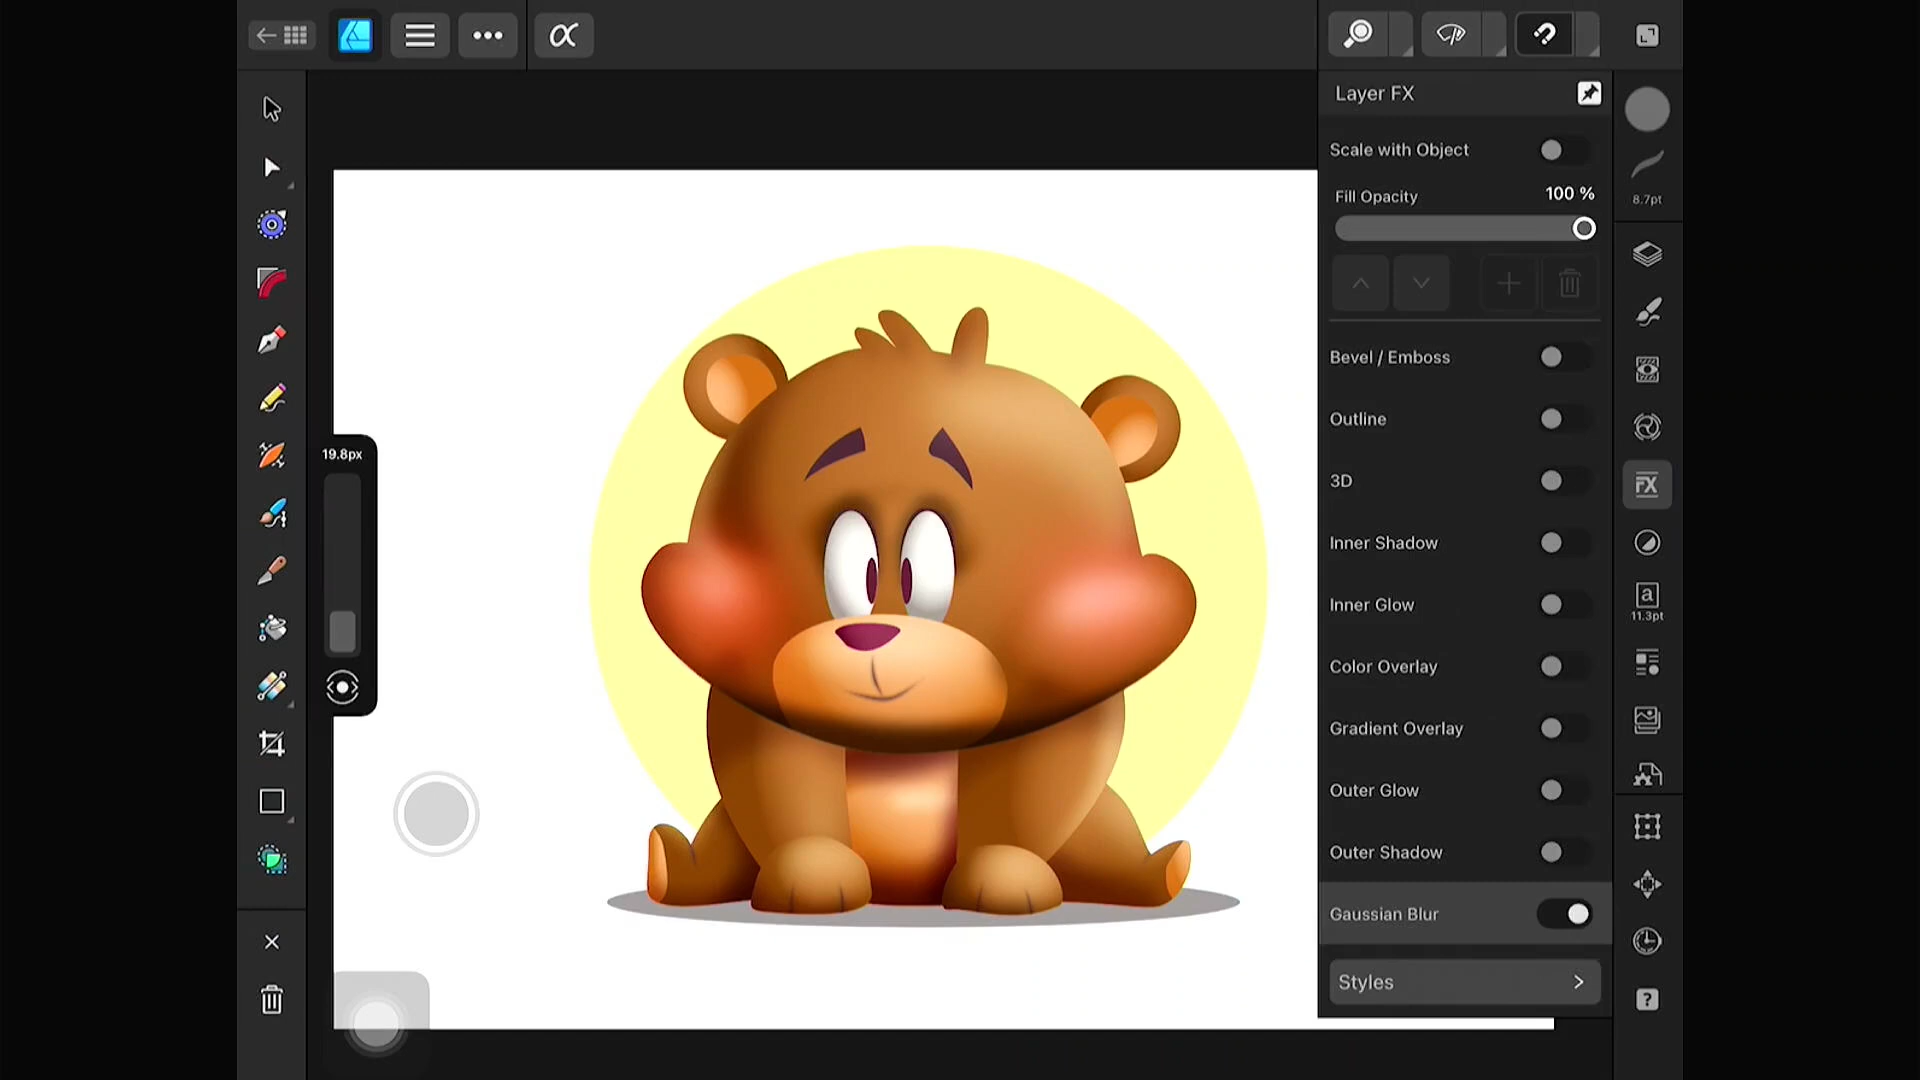 α
Layer FX
Scale with Object
Fill Opacity 100 %
8.7pt
Bevel / Emboss
Outline
19.8px
3D
FX
Inner Shadow
Inner Glow
a
11.3pt
Color Overlay
Gradient Overlay
Outer Glow
Outer Shadow
Gaussian Blur
Styles
?